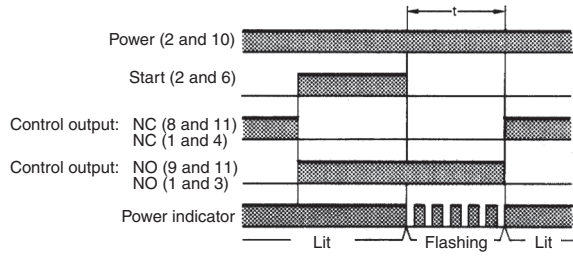 t
Power (2 and 10)
Start (2 and 6)
Control output: NC (8 and 11)
NC (1 and 4)
Control output: NO (9 and 11)
NO (1 and 3)
Power indicator
Lit Flashing Lit